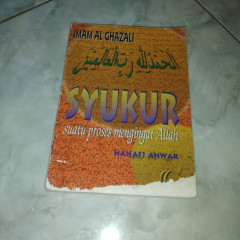 IMAM AL GHAZALI
الحمد لله رب العالمين
SYUKUR
suatu proses mengingat Allah
HANAFI ANWAR